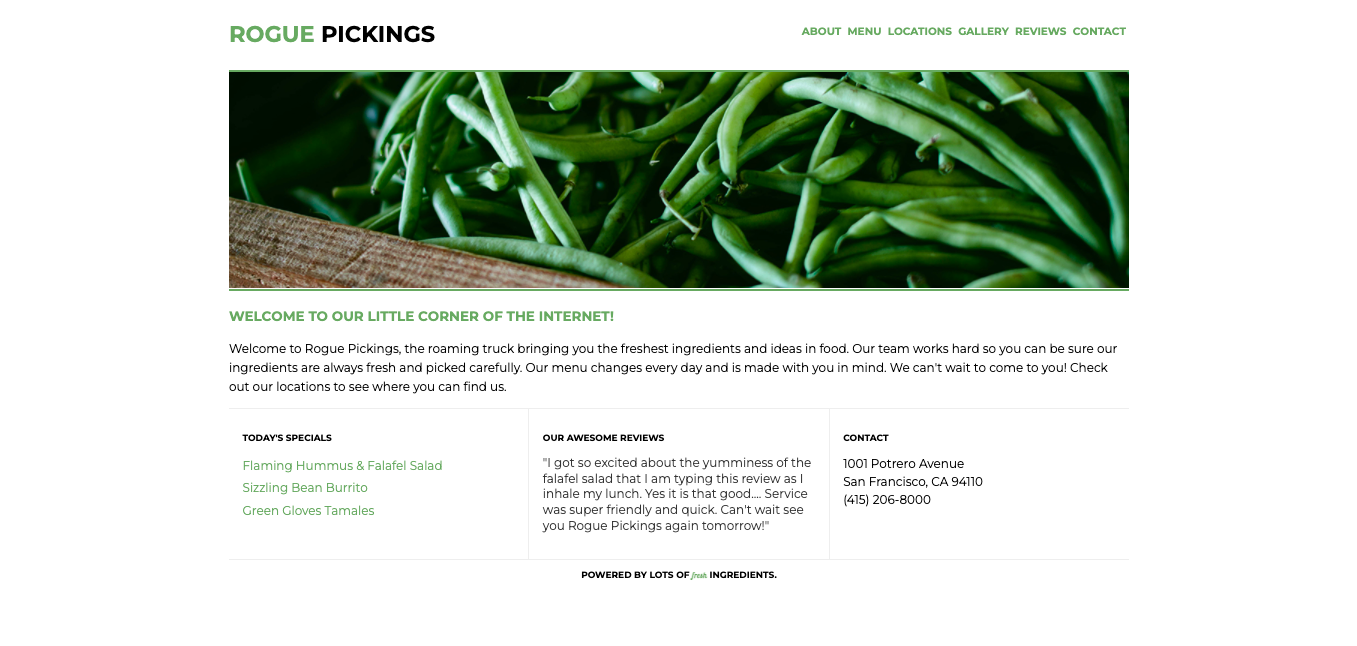 ROGUE PICKINGS
ABOUT MENU LOCATIONS GALLERY REVIEWS CONTACT
WELCOME TO OUR LITTLE CORNER OF THE INTERNET!
Welcome to Rogue Pickings, the roaming truck bringing you the freshest ingredients and ideas in food. Our team works hard so you can be sure our
ingredients are always fresh and picked carefully. Our menu changes every day and is made with you in mind. We can't wait to come to you! Check
out our locations to see where you can find us.
TODAY'S SPECIALS
Flaming Hummus & Falafel Salad
Sizzling Bean Burrito
Green Gloves Tamales
OUR AWESOME REVIEWS
"I got so excited about the yumminess of the
falafel salad that I am typing this review as I
inhale my lunch. Yes it is that good.... Service
was super friendly and quick. Can't wait see
you Rogue Pickings again tomorrow!"
CONTACT
1001 Potrero Avenue
San Francisco, CA 94110
(415) 206-8000
POWERED BY LOTS OF fresh INGREDIENTS.